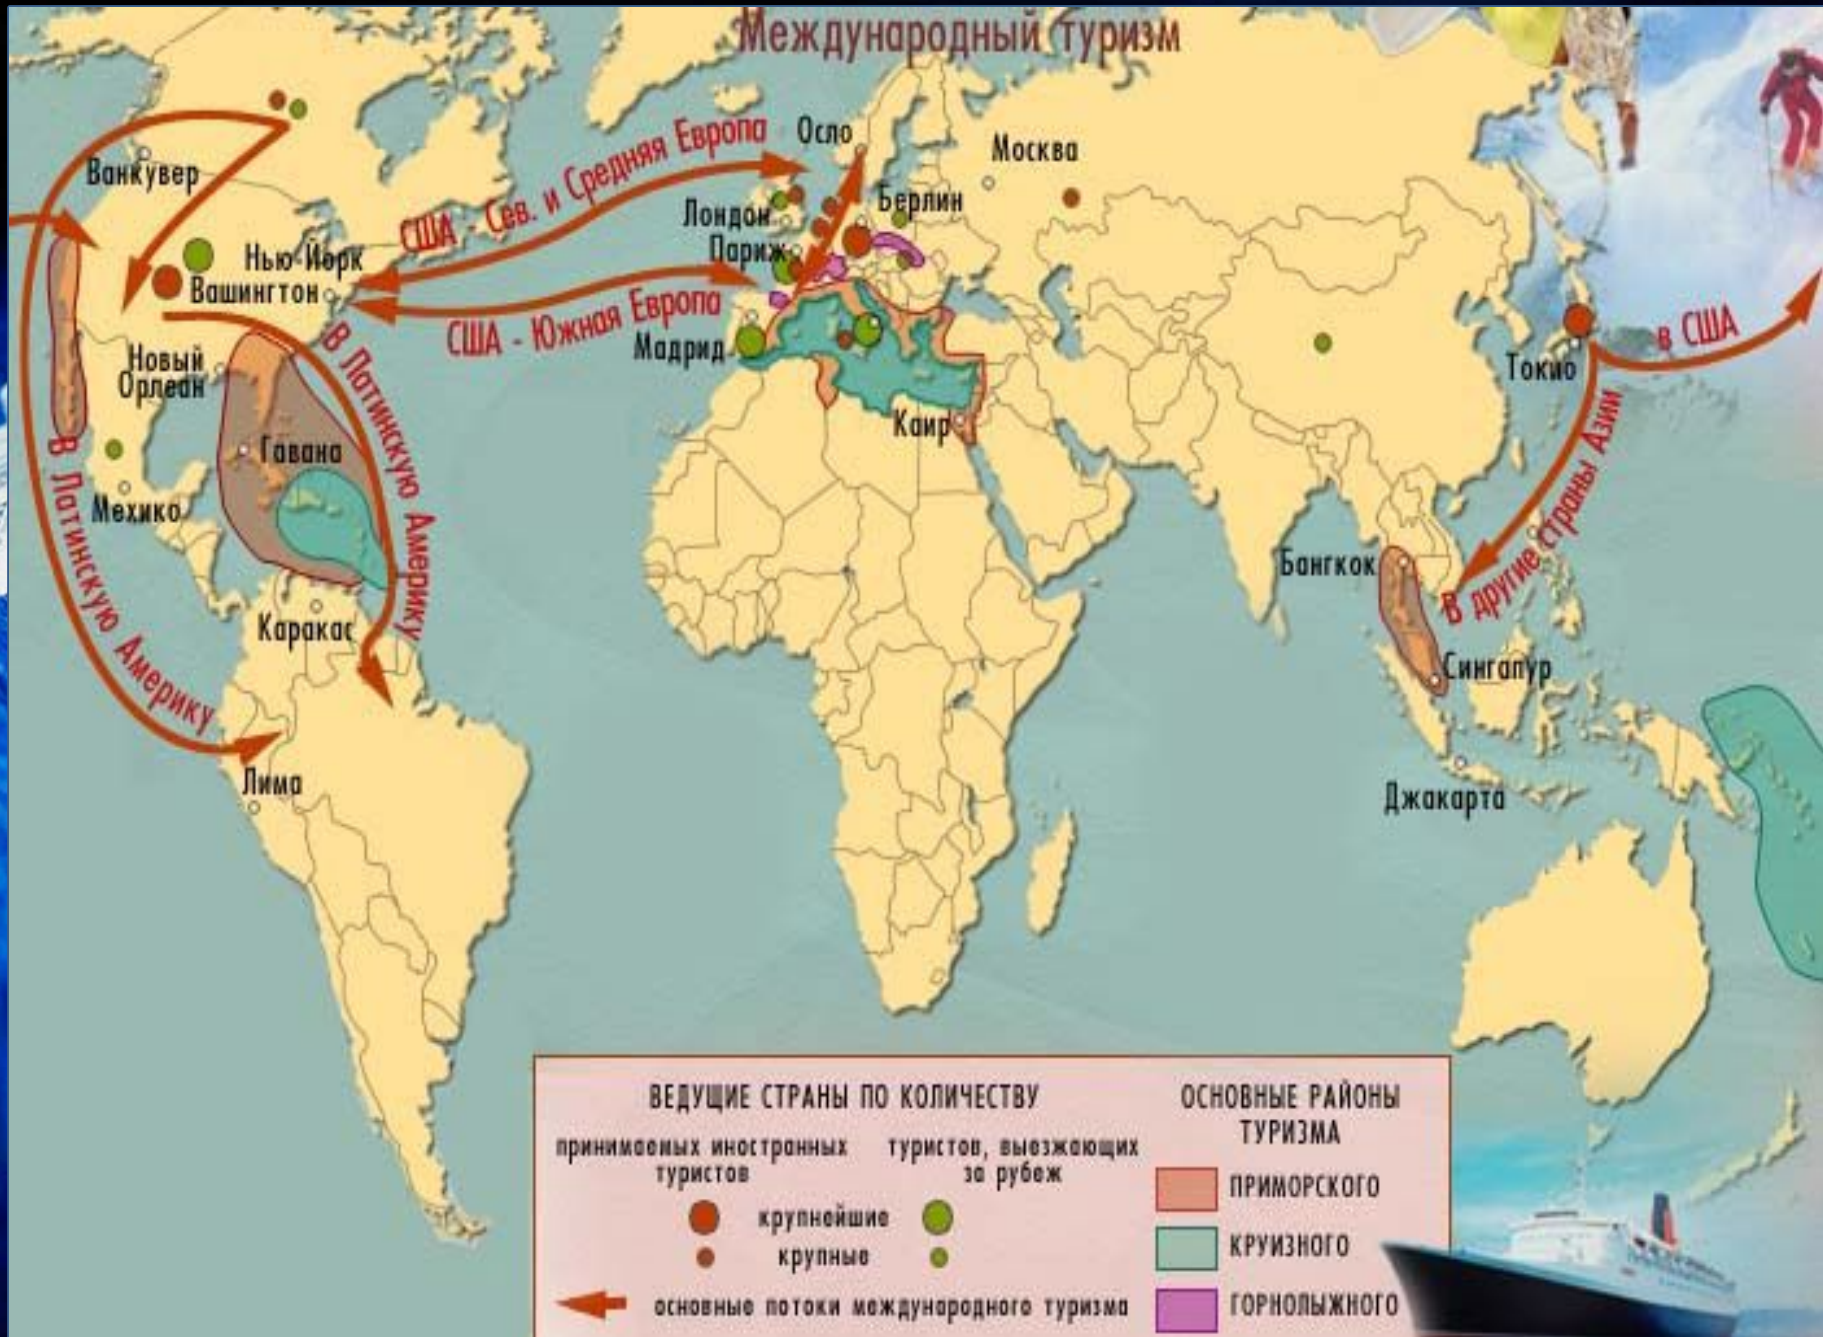 Международный туризм
Осло
Москва
Ванкувер
США - Сев. и Средняя Европа
Берлин
Лондон
Париж
Нью-Йорк
Вашингтон
США - Южная Европа
Мадрид
Новый
Орлеан
В Латинскую Америку
Токио
в США
Каир
Гавана
Мехико
В Латинскую Америку
В другие страны Азии
Бангкок
Каракас
Сингапур
Лима
Джакарта
ВЕДУЩИЕ СТРАНЫ ПО КОЛИЧЕСТВУ
принимаемых иностранных
туристов
туристов, выезжающих
за рубеж
крупнейшие
крупные
основные потоки международного туризма
ОСНОВНЫЕ РАЙОНЫ
ТУРИЗМА
ПРИМОРСКОГО
КРУИЗНОГО
ГОРНОЛЫЖНОГО